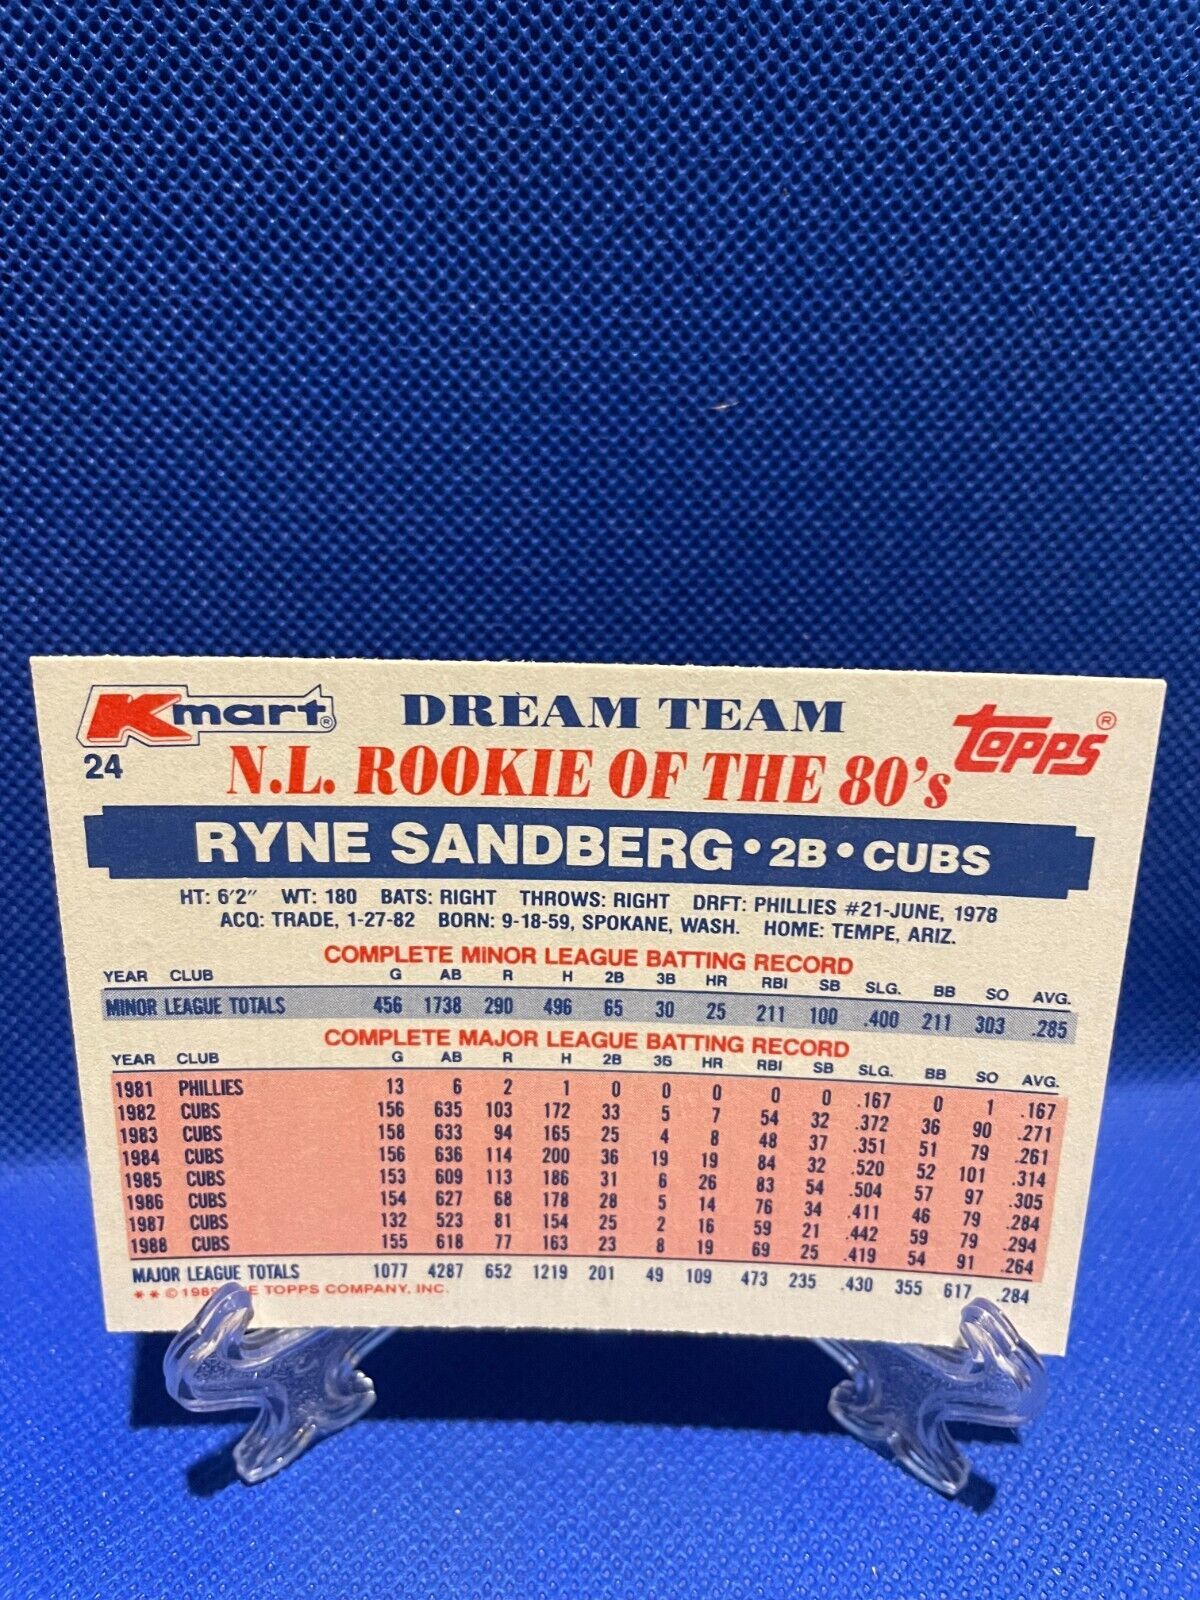 Kmart® DREAM TEAM TOPPS®
24 N.L. ROOKIE OF THE 80's
RYNE SANDBERG • 2B • CUBS
HT: 6'2" WT: 180 BATS: RIGHT THROWS: RIGHT DRFT: PHILLIES #21-JUNE, 1978
ACQ: TRADE, 1-27-82 BORN: 9-18-59, SPOKANE, WASH. HOME: TEMPE, ARIZ.
COMPLETE MINOR LEAGUE BATTING RECORD
YEAR CLUB G AB R H 2B 3B HR RBI SB SLG. BB SO AVG.
MINOR LEAGUE TOTALS 456 1738 290 496 65 30 25 211 100 .400 211 303 .285
COMPLETE MAJOR LEAGUE BATTING RECORD
YEAR CLUB G AB R H 2B 3B HR RBI SB SLG. BB SO AVG.
1981 PHILLIES 13 6 2 1 0 0 0 0 0 .167 0 1 .167
1982 CUBS 156 635 103 172 33 5 7 54 32 .372 36 90 .271
1983 CUBS 158 633 94 165 25 4 8 48 37 .351 51 79 .261
1984 CUBS 156 636 114 200 36 19 19 84 32 .520 52 101 .314
1985 CUBS 153 609 113 186 31 6 26 83 54 .504 57 97 .305
1986 CUBS 154 627 68 178 28 5 14 76 34 .411 46 79 .284
1987 CUBS 132 523 81 154 25 2 16 59 21 .442 59 79 .294
1988 CUBS 155 618 77 163 23 8 19 69 25 .419 54 91 .264
MAJOR LEAGUE TOTALS 1077 4287 652 1219 201 49 109 473 235 .430 355 617 .284
** © 1989 TOPPS COMPANY, INC.